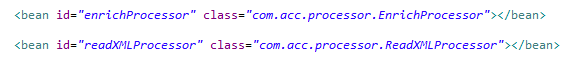 <bean id="enrichProcessor" class="com.acc.processor.EnrichProcessor"></bean>
<bean id="readXMLProcessor" class="com.acc.processor.ReadXMLProcessor"></bean>